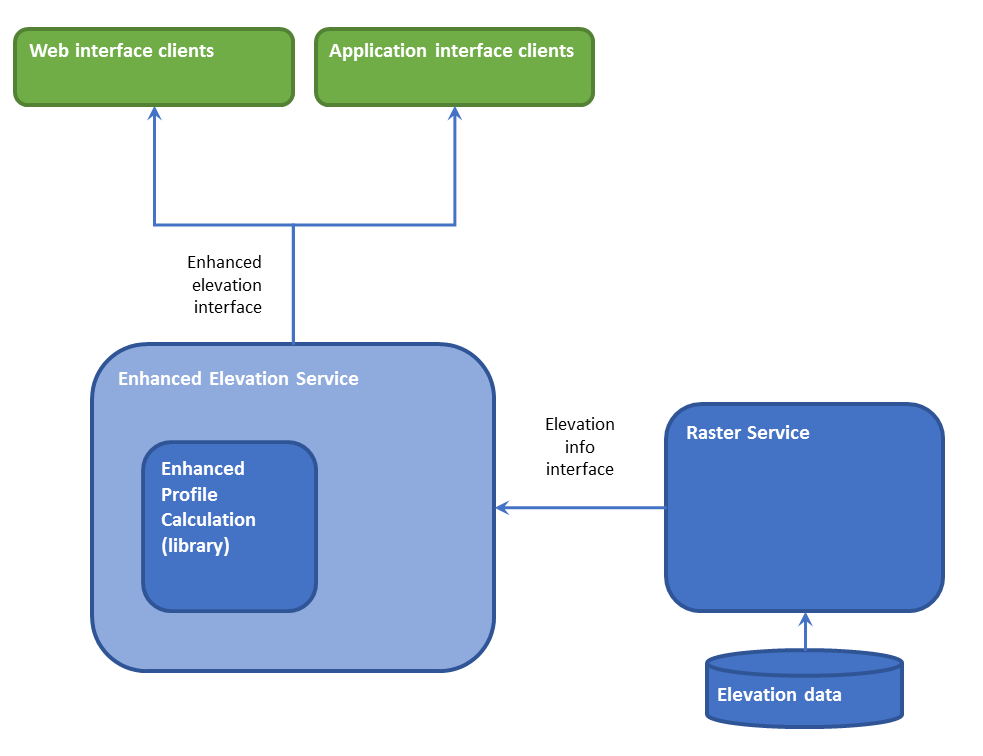 Web interface clients
Application interface clients
Enhanced
elevation
interface
Enhanced Elevation Service
Enhanced
Profile
Calculation
(library)
Elevation
info
interface
Raster Service
Elevation data